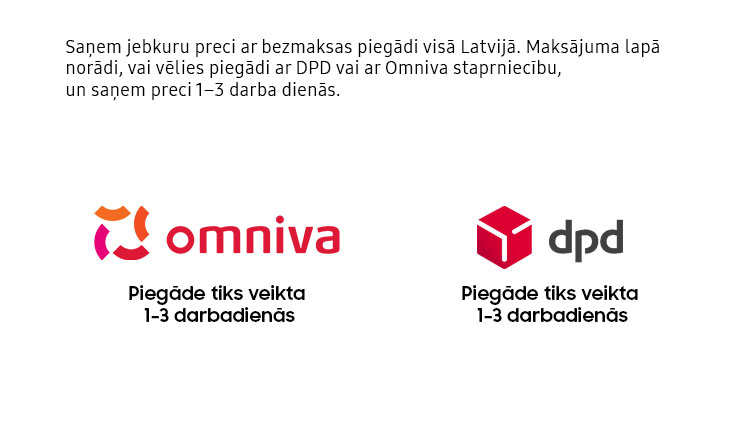 Saņem jebkuru preci ar bezmaksas piegādi visā Latvijā. Maksājuma lapā
norādi, vai vēlies piegādi ar DPD vai ar Omniva staprniecību,
un saņem preci 1–3 darba dienās.
omniva
Piegāde tiks veikta
1-3 darbadienās
dpd
Piegāde tiks veikta
1-3 darbadienās